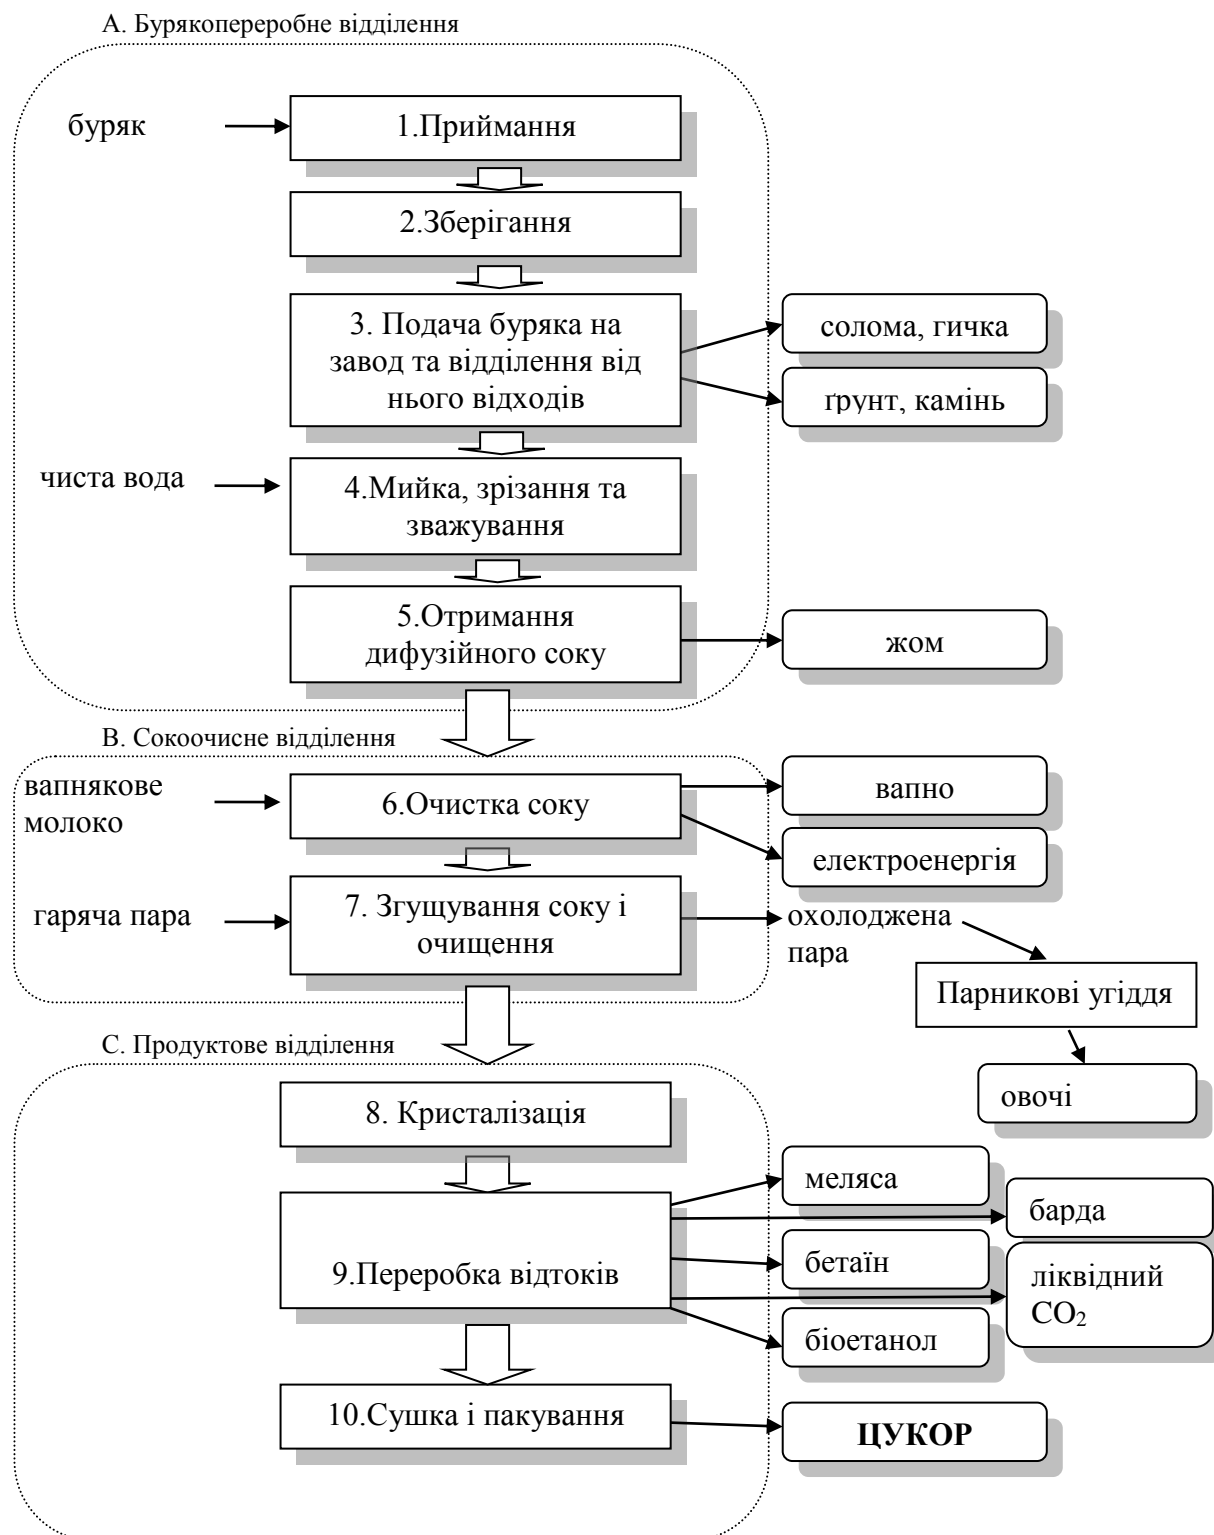 А. Бурякопереробне відділення
буряк
1.Приймання
2.Зберігання
3. Подача буряка на
завод та відділення від
нього відходів
солома, гичка
ґрунт, камінь
чиста вода
4.Мийка, зрізання та
зважування
5.Отримання
дифузійного соку
жом
В. Сокоочисне відділення
вапнякове
молоко
6.Очистка соку
вапно
електроенергія
гаряча пара
7. Згущування соку і
очищення
охолоджена
пара
Парникові угіддя
овочі
С. Продуктове відділення
8. Кристалізація
9.Переробка відтоків
меляса
барда
бетаїн
ліквідний
СО₂
біоетанол
10.Сушка і пакування
ЦУКОР